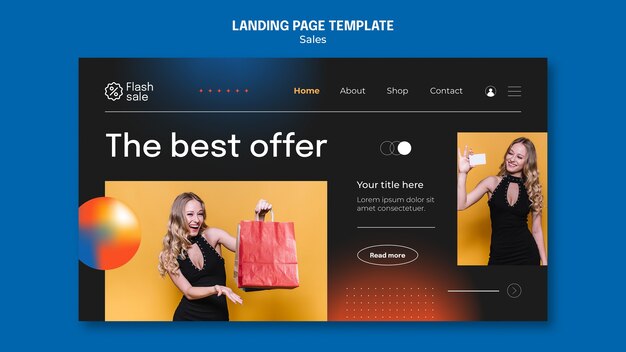 LANDING PAGE TEMPLATE
Sales
Flash
sale
Home
About
Shop
Contact
The best offer
Your title here
Lorem ipsum dolor sit
amet consectetuer.
Read more